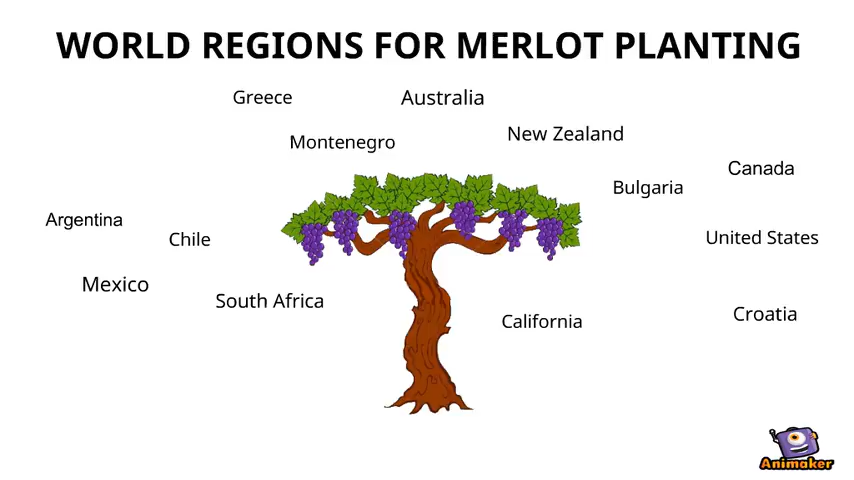 WORLD REGIONS FOR MERLOT PLANTING
Greece
Australia
Montenegro
New Zealand
Canada
Bulgaria
Argentina
Chile
United States
Mexico
South Africa
California
Croatia
Animaker